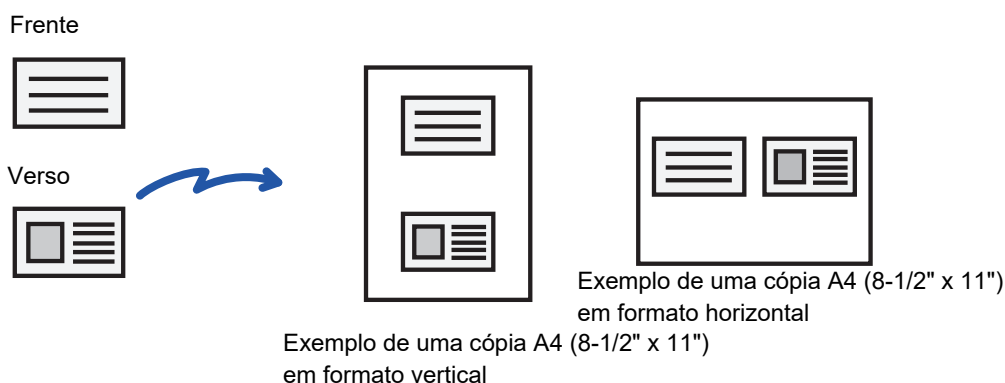 Frente
Verso
Exemplo de uma cópia A4 (8-1/2" x 11")
em formato vertical
Exemplo de uma cópia A4 (8-1/2" x 11")
em formato horizontal